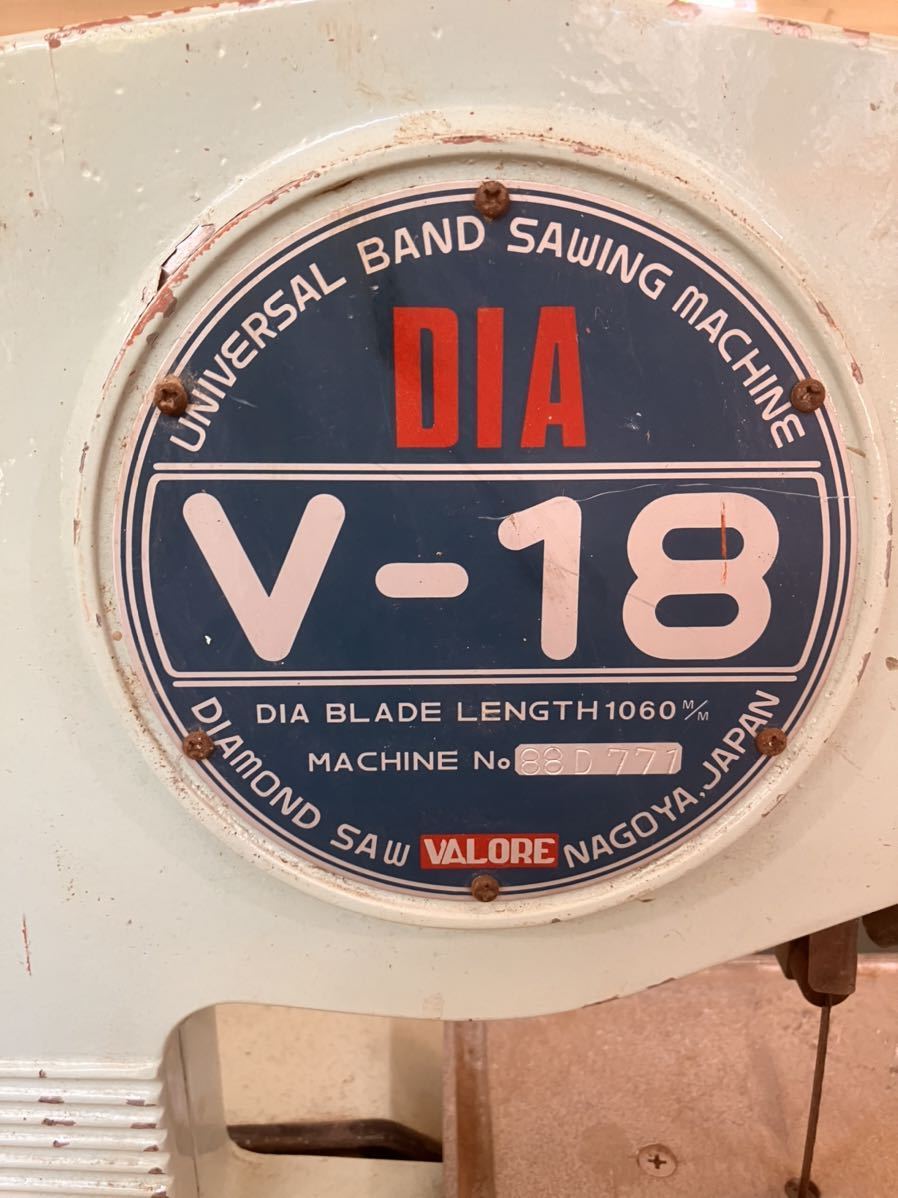 UNIVERSAL BAND SAWING MACHINE
DIA
V-18
DIA BLADE LENGTH 1060 M/M
MACHINE No 88D 771
DIAMOND SAW VALORE NAGOYA, JAPAN